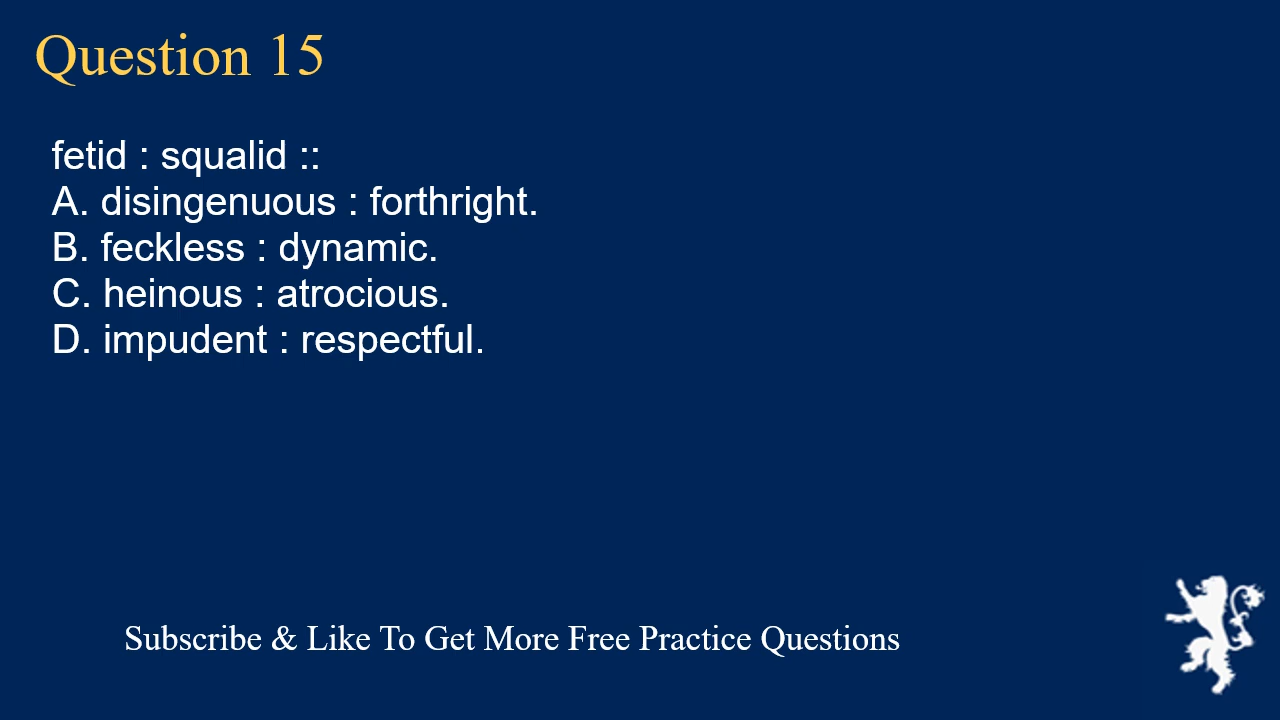 Question 15
fetid : squalid ::
A. disingenuous : forthright.
B. feckless : dynamic.
C. heinous : atrocious.
D. impudent : respectful.
Subscribe & Like To Get More Free Practice Questions